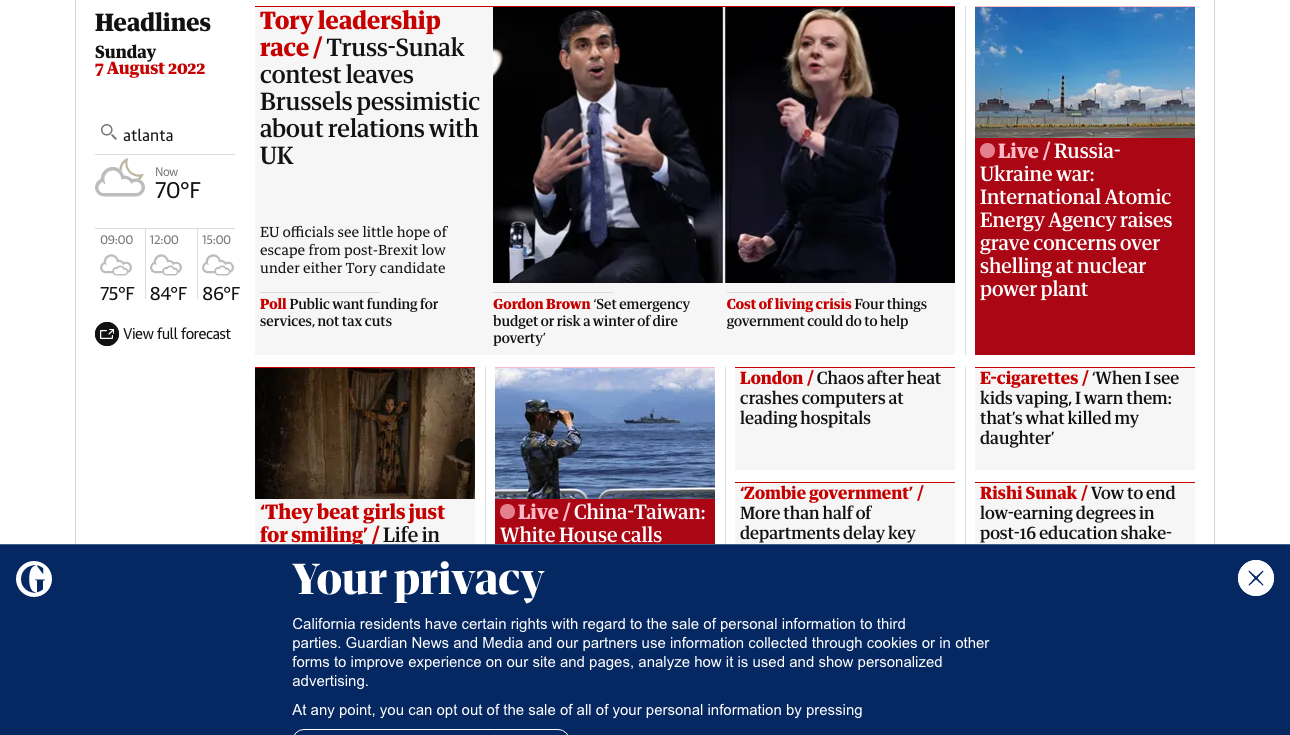 Headlines
Sunday
7 August 2022
atlanta
Now
70°F
09:00
75°F
12:00
84°F
15:00
86°F
View full forecast
Tory leadership
race / Truss-Sunak
contest leaves
Brussels pessimistic
about relations with
UK
EU officials see little hope of
escape from post-Brexit low
under either Tory candidate
Poll Public want funding for
services, not tax cuts
Gordon Brown ‘Set emergency
budget or risk a winter of dire
poverty’
Cost of living crisis Four things
government could do to help
Live / Russia-
Ukraine war:
International Atomic
Energy Agency raises
grave concerns over
shelling at nuclear
power plant
‘They beat girls just
for smiling’ / Life in
Live / China-Taiwan:
White House calls
London / Chaos after heat
crashes computers at
leading hospitals
E-cigarettes / ‘When I see
kids vaping, I warn them:
that’s what killed my
daughter’
‘Zombie government’ /
More than half of
departments delay key
Rishi Sunak / Vow to end
low-earning degrees in
post-16 education shake-
Your privacy
California residents have certain rights with regard to the sale of personal information to third
parties. Guardian News and Media and our partners use information collected through cookies or in other
forms to improve experience on our site and pages, analyze how it is used and show personalized
advertising.
At any point, you can opt out of the sale of all of your personal information by pressing